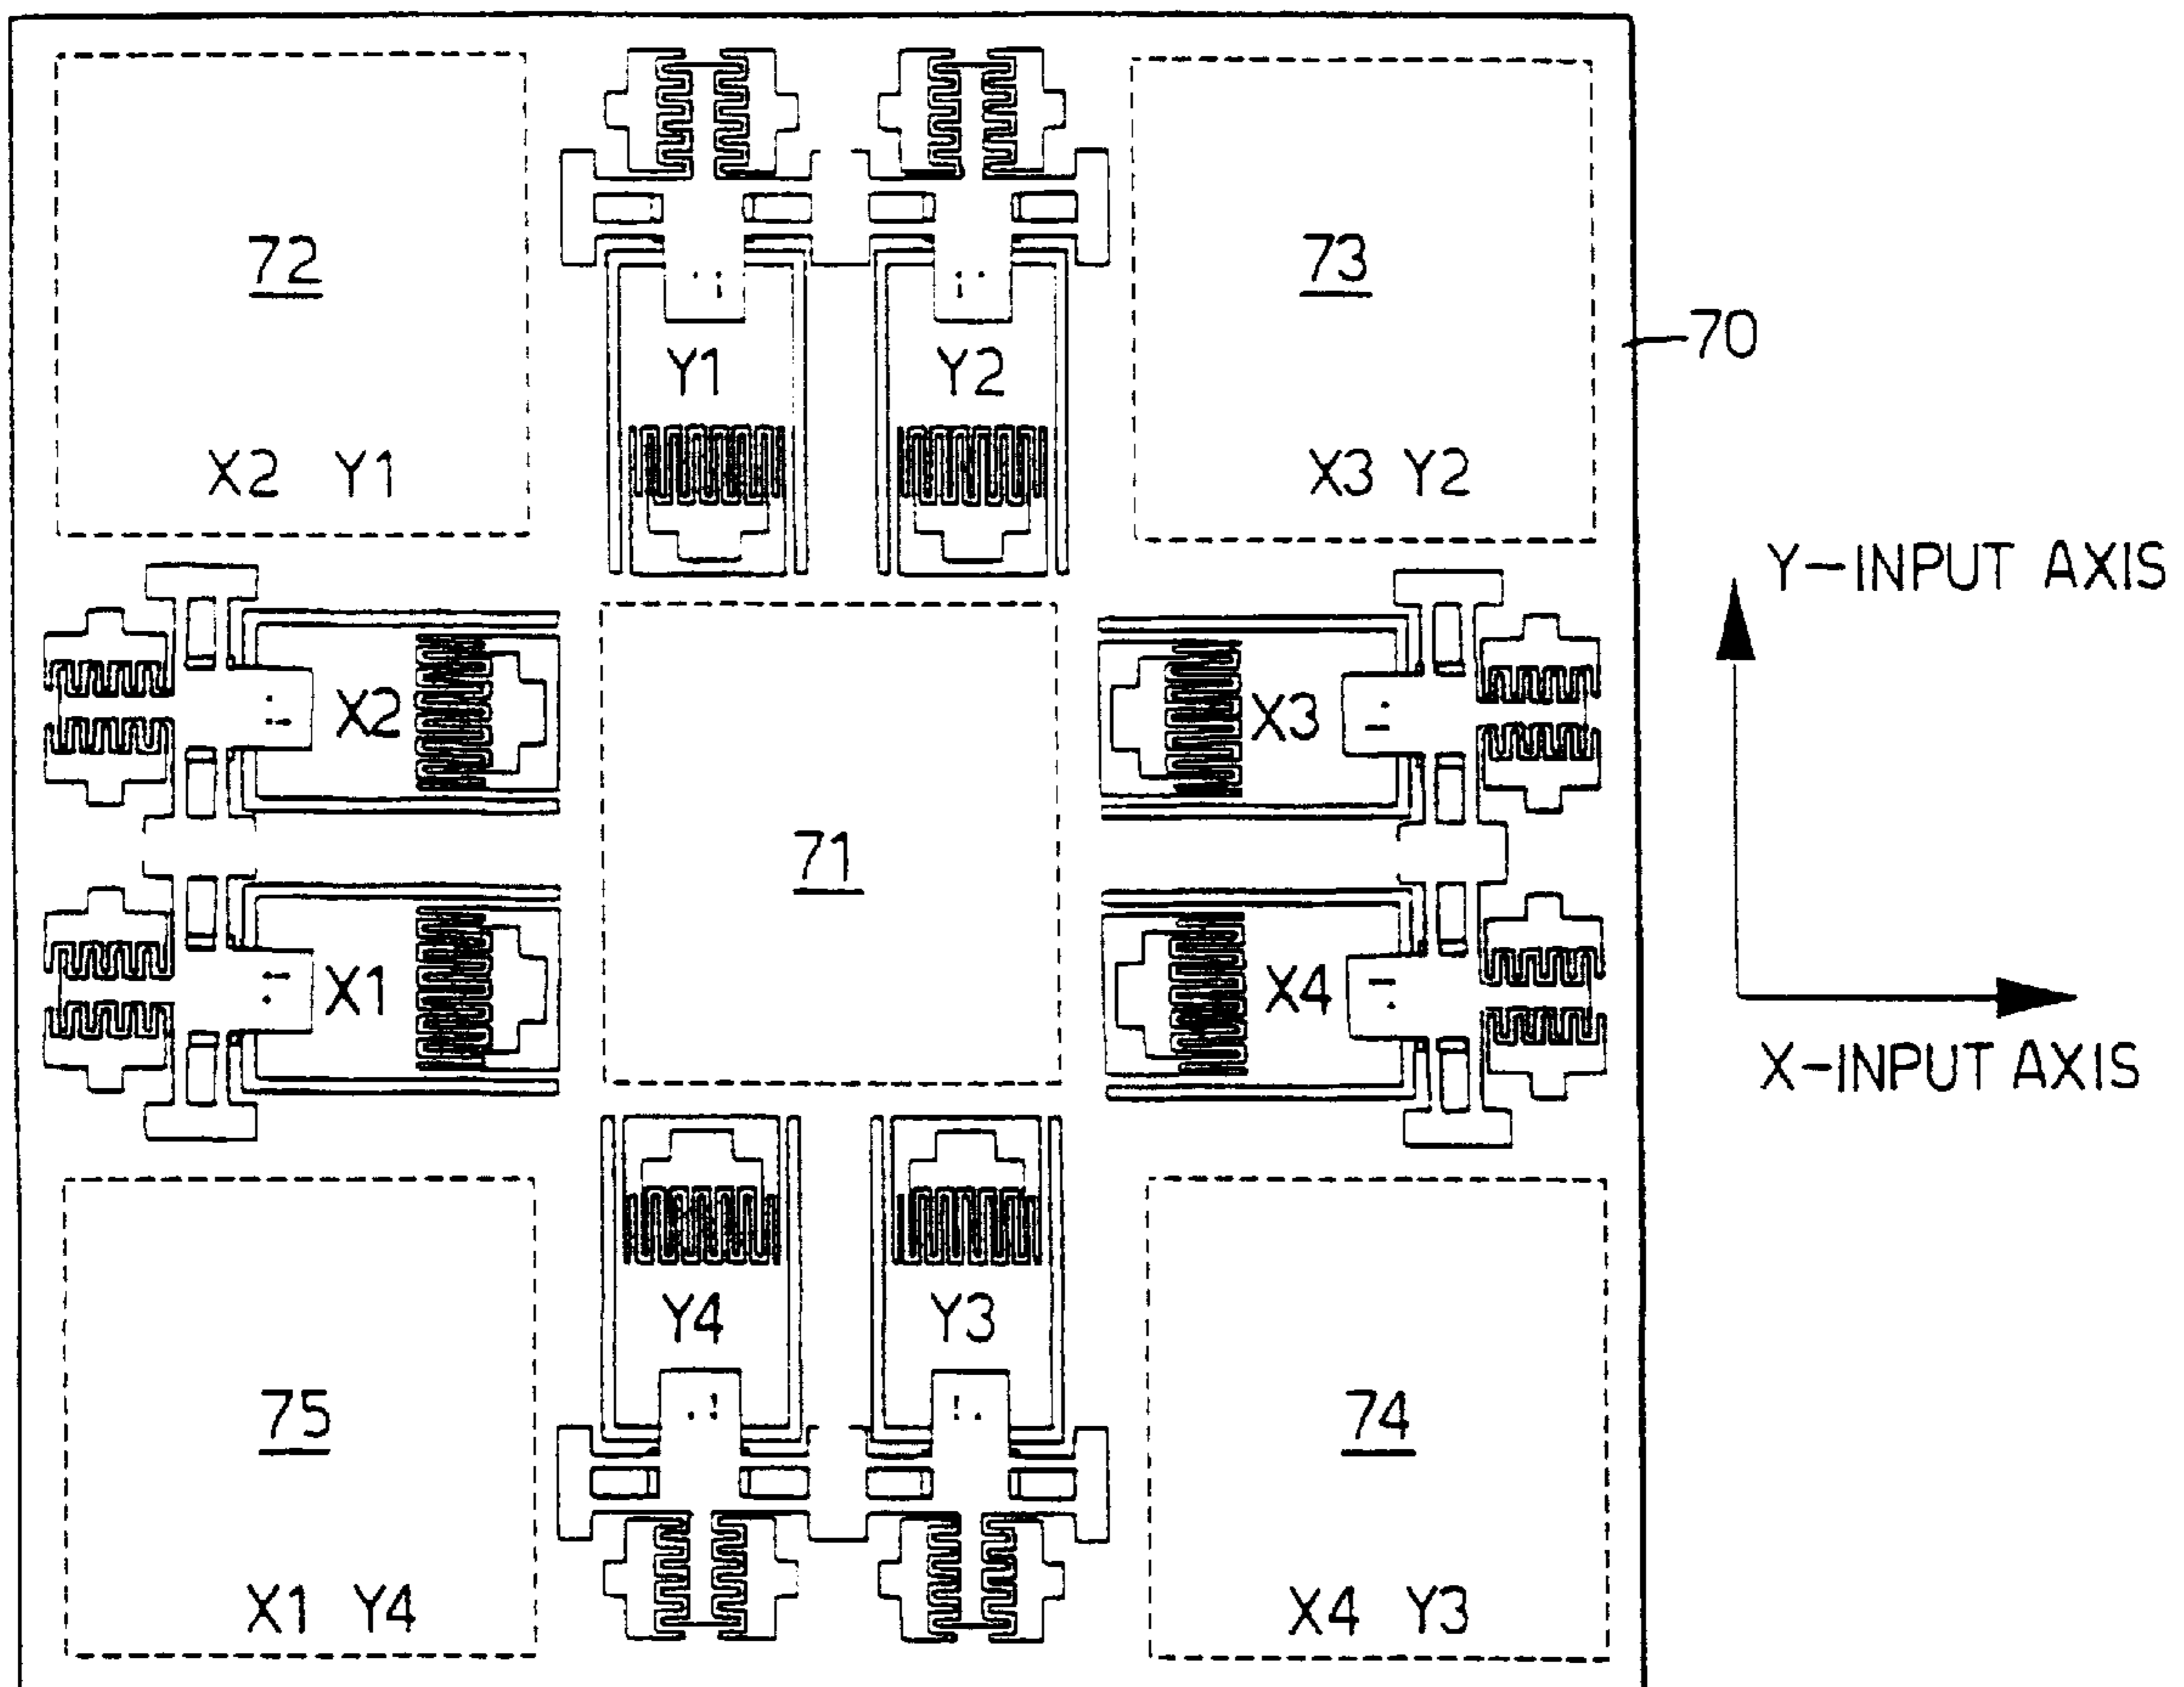 72
73
Y1
Y2
70
X2 Y1
X3 Y2
Y-INPUT AXIS
X2
X3
71
X1
X4
X-INPUT AXIS
Y4
Y3
75
74
X1 Y4
X4 Y3